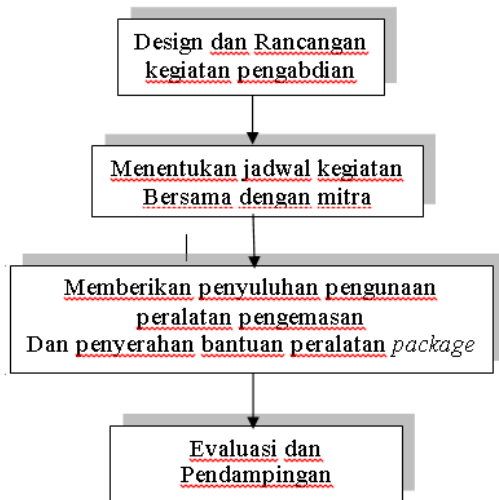 Design dan Rancangan
kegiatan pengabdian
Menentukan jadwal kegiatan
Bersama dengan mitra
Memberikan penyuluhan pengunaan
peralatan pengemasan
Dan penyerahan bantuan peralatan package
Evaluasi dan
Pendampingan